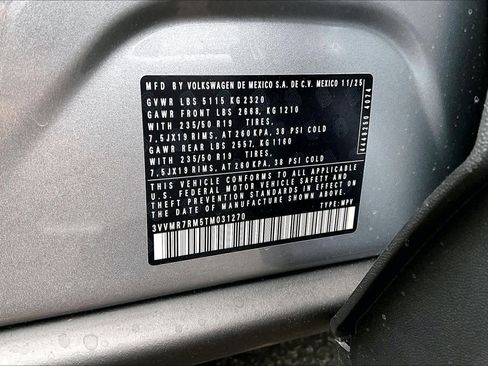 MFD BY VOLKSWAGEN DE MEXICO S.A. DE C.V. MEXICO 11/25
GVWR LBS 5115 KG2320
GAWR FRONT LBS 2668, KG1210
WITH 235/50 R19 TIRES,
7,5JX19 RIMS, AT 260KPA, 38 PSI COLD
GAWR REAR LBS 2557, KG1160
WITH 235/50 R19 TIRES,
7,5JX19 RIMS, AT 260KPA, 38 PSI COLD
THIS VEHICLE CONFORMS TO ALL APPLICABLE
U.S. FEDERAL MOTOR VEHICLE SAFETY STANDARDS
IN EFFECT ON THE DATE OF MANUFACTURE SHOWN ABOVE.
3VVMR7RM5TM031270 TYPE: MPV